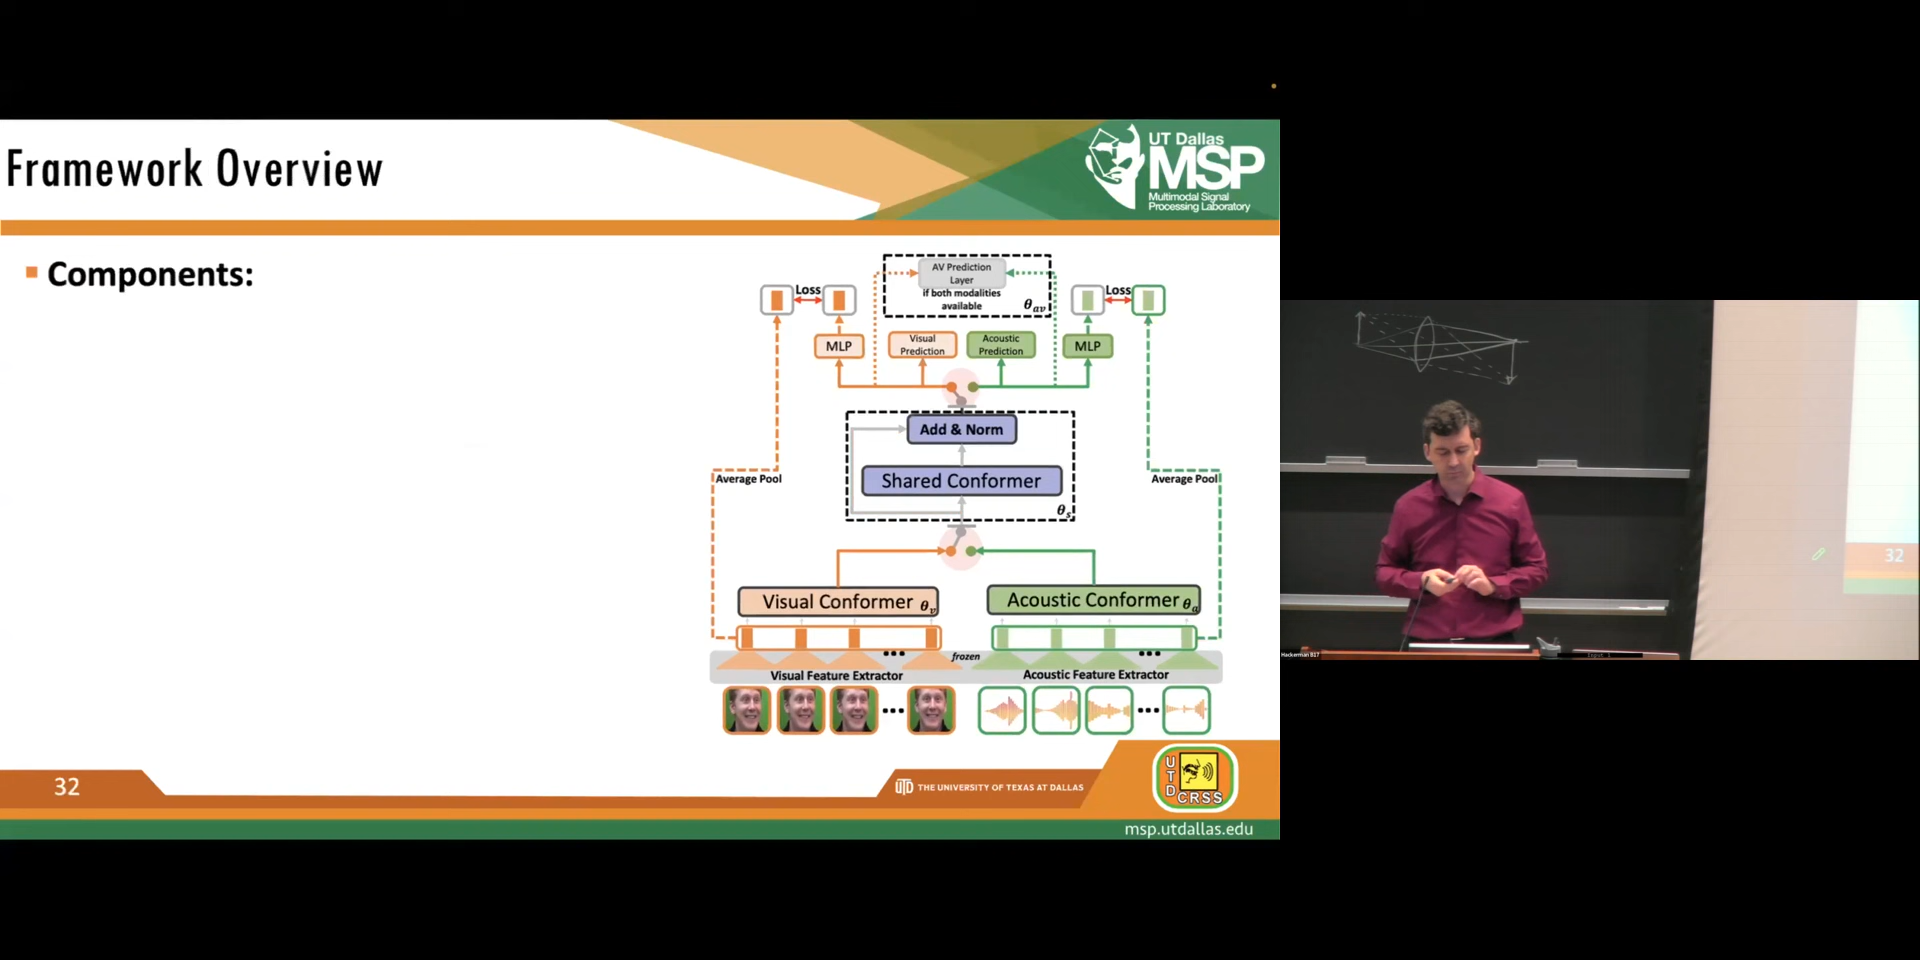 Framework Overview
UT Dallas
MSP
Multimodal Signal
Processing Laboratory
Components:
AV Prediction
Layer
if both modalities
available
θav
Loss
Loss
MLP
Visual
Prediction
Acoustic
Prediction
MLP
Add & Norm
Shared Conformer
θs
Average Pool
Average Pool
Visual Conformer θv
Acoustic Conformer θa
...
frozen
...
Visual Feature Extractor
Acoustic Feature Extractor
...
...
32
UTD THE UNIVERSITY OF TEXAS AT DALLAS
UTD
CRSS
msp.utdallas.edu
32
Hackerman B17